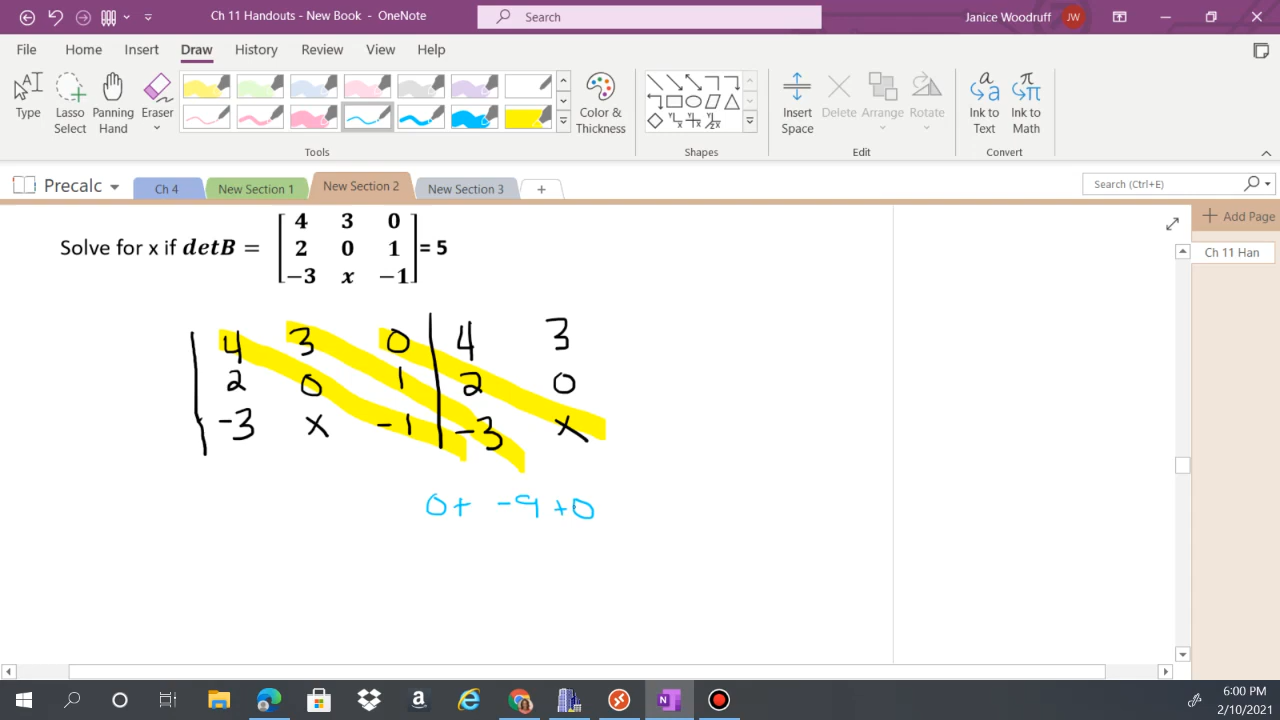 Ch 11 Handouts - New Book - OneNote
Search
Janice Woodruff JW
File Home Insert Draw History Review View Help
Type
Lasso Select
Panning Hand
Eraser
Color & Thickness
Insert Space
Delete
Arrange
Rotate
Ink to Text
Ink to Math
Tools
Shapes
Edit
Convert
Precalc
Ch 4
New Section 1
New Section 2
New Section 3
+
Search (Ctrl+E)
+ Add Page
Ch 11 Han
4 3 0
Solve for x if detB = 2 0 1 = 5
−3 x −1
4 3 0 4 3
2 0 1 2 0
-3 x -1 -3 x
0 + -9 + 0
6:00 PM
2/10/2021